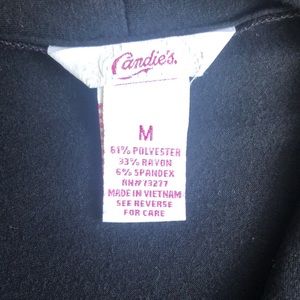 Candie's.
M
61% POLYESTER
33% RAYON
6% SPANDEX
RN# 73277
MADE IN VIETNAM
SEE REVERSE
FOR CARE